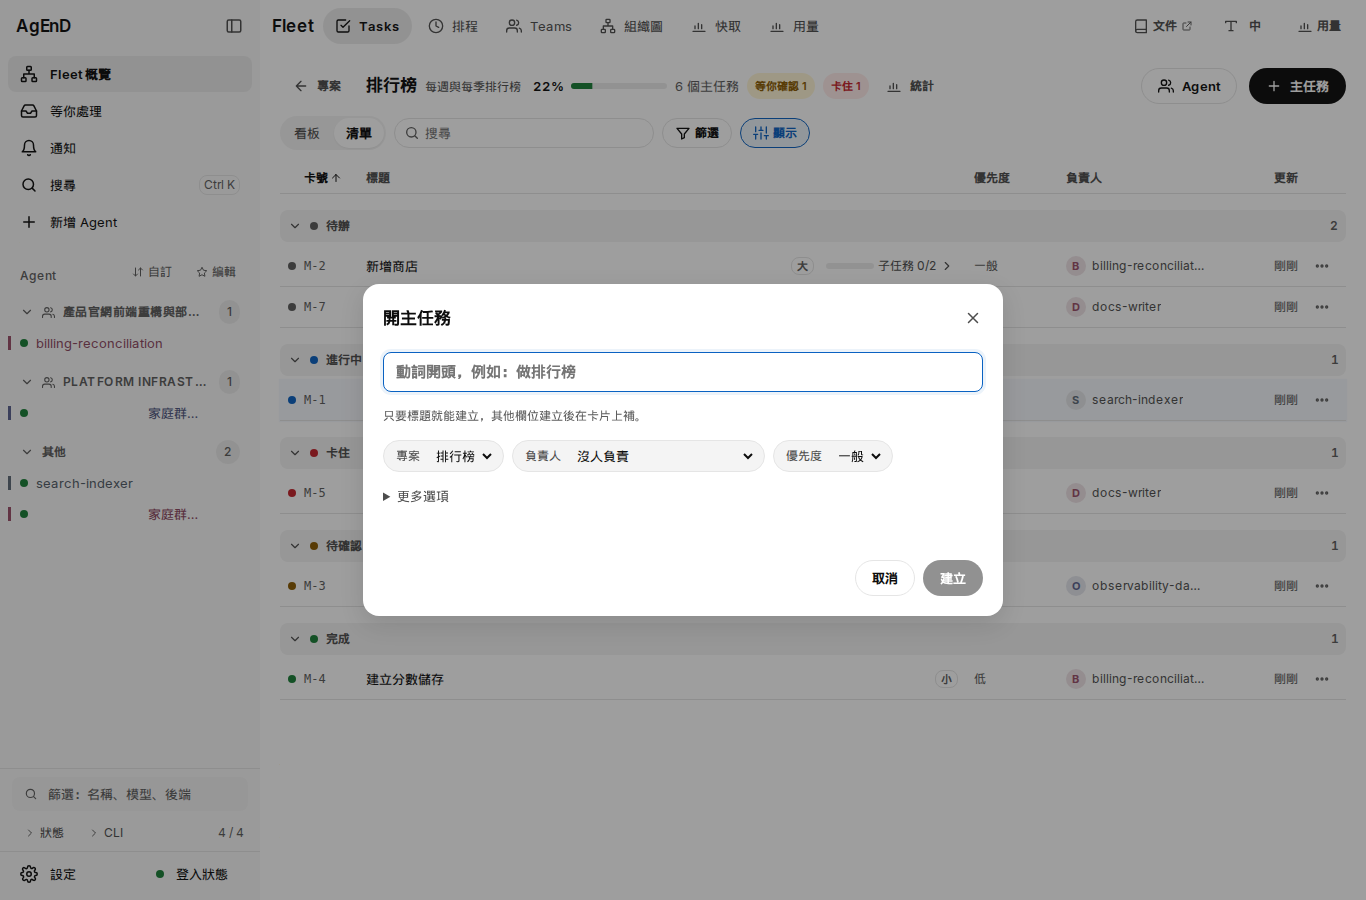 AgEnD
Fleet 概覽
等你處理
通知
搜尋 Ctrl K
新增 Agent
Agent 自訂 編輯
產品官網前端重構與部... 1
billing-reconciliation
PLATFORM INFRAST... 1
家庭群...
其他 2
search-indexer
家庭群...
篩選：名稱、模型、後端
狀態 CLI 4 / 4
設定 登入狀態
Fleet Tasks 排程 Teams 組織圖 快取 用量 文件 中 用量
專案 排行榜 每週與每季排行榜 22% 6 個主任務 等你確認 1 卡住 1 統計 Agent 主任務
看板 清單 搜尋 篩選 顯示
卡號 標題 優先度 負責人 更新
待辦 2
M-2 新增商店 大 子任務 0/2 一般 B billing-reconciliat... 剛剛
M-7 D docs-writer 剛剛
進行中 1
M-1 S search-indexer 剛剛
卡住 1
M-5 D docs-writer 剛剛
待確認 1
M-3 O observability-da... 剛剛
完成 1
M-4 建立分數儲存 小 低 B billing-reconciliat... 剛剛
開主任務
動詞開頭，例如：做排行榜
只要標題就能建立，其他欄位建立後在卡片上補。
專案 排行榜 負責人 沒人負責 優先度 一般
更多選項
取消 建立